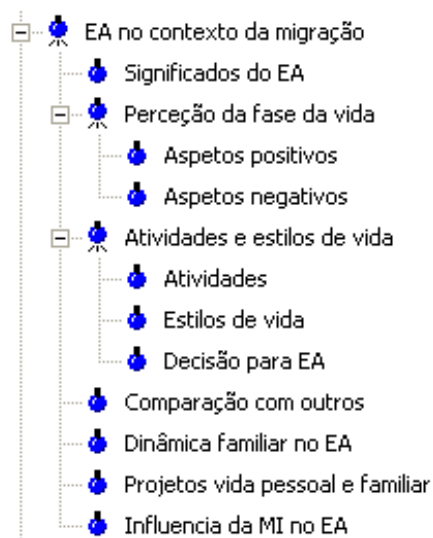 EA no contexto da migração
Significados do EA
Perceção da fase da vida
Aspetos positivos
Aspetos negativos
Atividades e estilos de vida
Atividades
Estilos de vida
Decisão para EA
Comparação com outros
Dinâmica familiar no EA
Projetos vida pessoal e familiar
Influencia da MI no EA